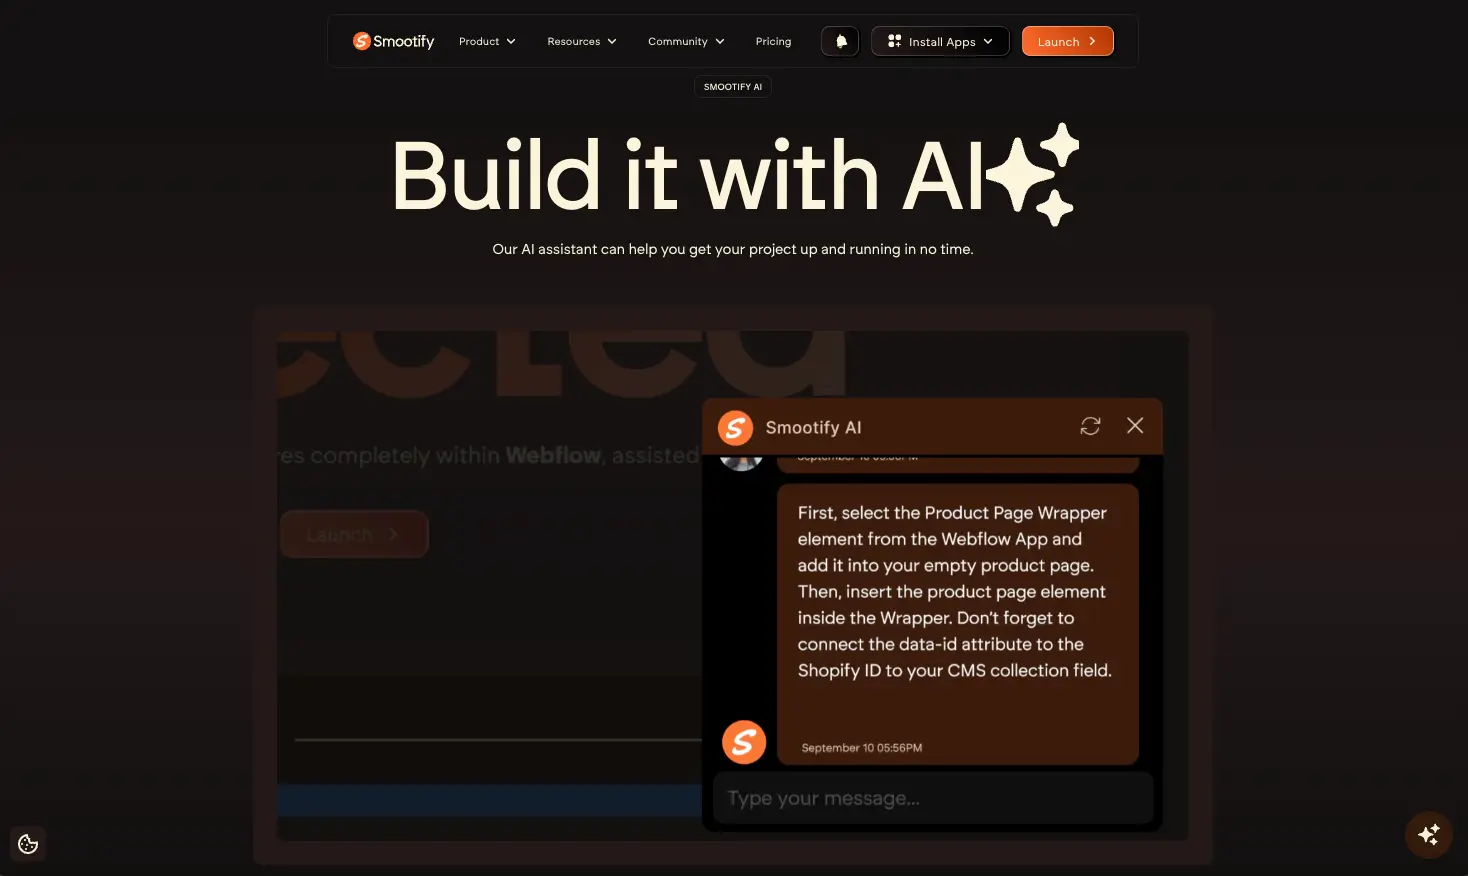 Smootify
Product
Resources
Community
Pricing
Install Apps
Launch
SMOOTIFY AI
Build it with AI
Our AI assistant can help you get your project up and running in no time.
ected
res completely within Webflow, assisted
Launch
Smootify AI
First, select the Product Page Wrapper
element from the Webflow App and
add it into your empty product page.
Then, insert the product page element
inside the Wrapper. Don't forget to
connect the data-id attribute to the
Shopify ID to your CMS collection field.
September 10 05:56PM
Type your message...